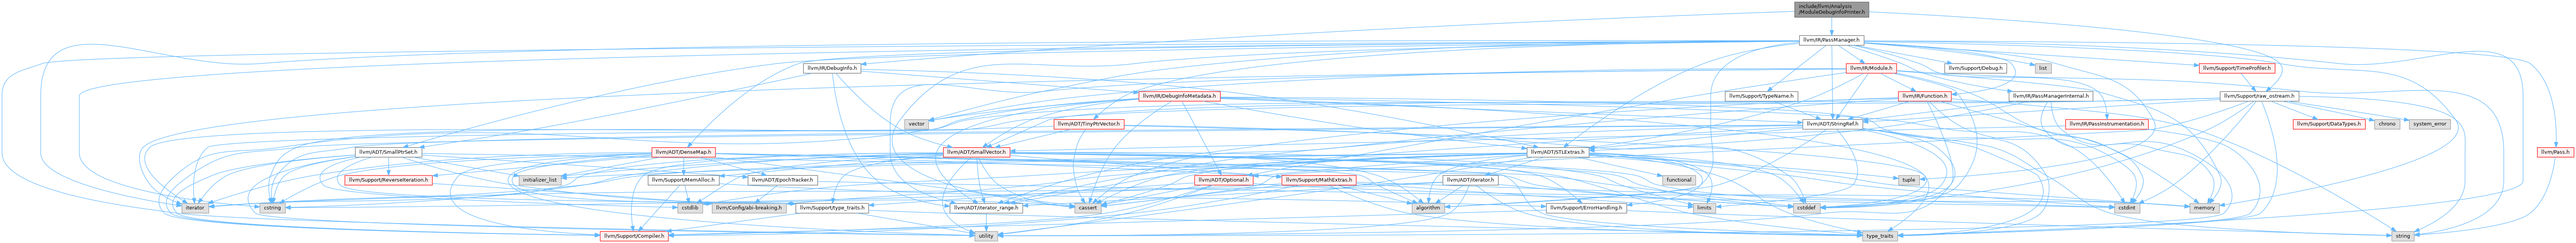 include/llvm/Analysis
/ModuleDebugInfoPrinter.h
llvm/IR/PassManager.h
llvm/IR/DebugInfo.h
llvm/IR/Module.h
llvm/Support/Debug.h
list
llvm/Support/TimeProfiler.h
llvm/IR/DebugInfoMetadata.h
llvm/Support/TypeName.h
llvm/IR/Function.h
llvm/IR/PassManagerInternal.h
llvm/Support/raw_ostream.h
vector
llvm/ADT/TinyPtrVector.h
llvm/ADT/StringRef.h
llvm/IR/PassInstrumentation.h
llvm/Support/DataTypes.h
chrono
system_error
llvm/ADT/SmallPtrSet.h
llvm/ADT/DenseMap.h
llvm/ADT/SmallVector.h
llvm/ADT/STLExtras.h
llvm/Pass.h
llvm/Support/ReverseIteration.h
initializer_list
llvm/Support/MemAlloc.h
llvm/ADT/EpochTracker.h
llvm/ADT/Optional.h
llvm/Support/MathExtras.h
llvm/ADT/iterator.h
functional
tuple
iterator
cstring
cstdlib
llvm/Config/abi-breaking.h
llvm/Support/type_traits.h
llvm/ADT/iterator_range.h
cassert
algorithm
llvm/Support/ErrorHandling.h
limits
cstddef
cstdint
memory
llvm/Support/Compiler.h
utility
type_traits
string